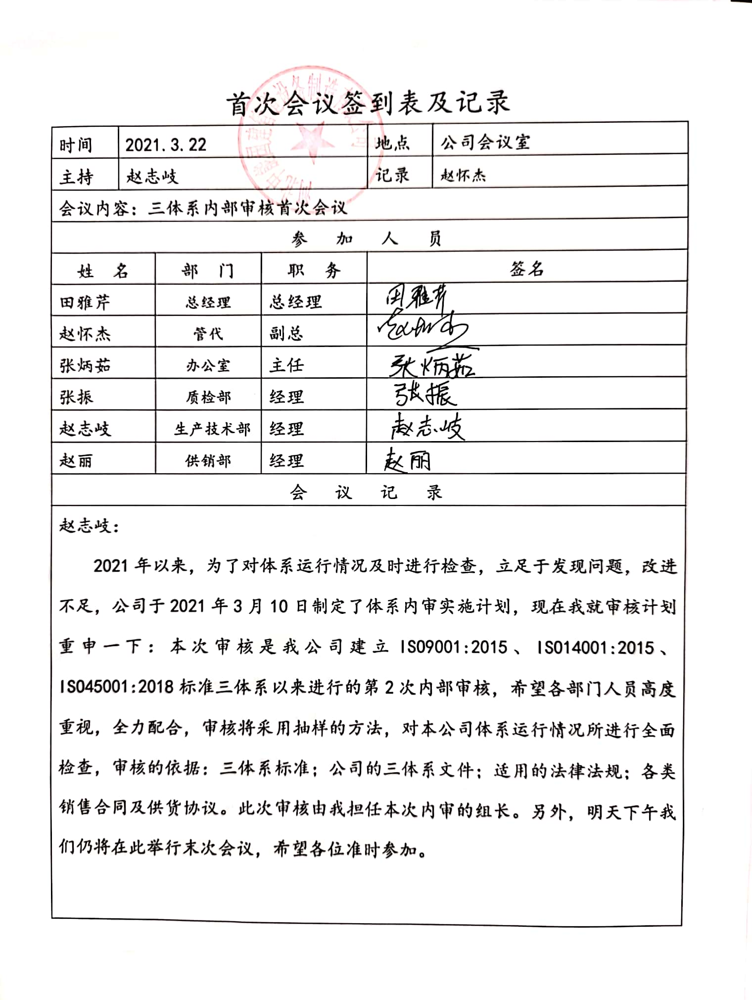 首次会议签到表及记录
时间 2021.3.22 地点 公司会议室
主持 赵志岐 记录 赵怀杰
会议内容：三体系内部审核首次会议
参 加 人 员
姓 名 部 门 职 务 签名
田雅芹 总经理 总经理 田雅芹
赵怀杰 管代 副总 赵怀杰
张炳茹 办公室 主任 张炳茹
张振 质检部 经理 张振
赵志岐 生产技术部 经理 赵志岐
赵丽 供销部 经理 赵丽
会 议 记 录
赵志岐：
2021 年以来，为了对体系运行情况及时进行检查，立足于发现问题，改进
不足，公司于 2021 年 3 月 10 日制定了体系内审实施计划，现在我就审核计划
重申一下：本次审核是我公司建立 ISO9001:2015、ISO14001:2015、
ISO45001:2018 标准三体系以来进行的第 2 次内部审核，希望各部门人员高度
重视，全力配合，审核将采用抽样的方法，对本公司体系运行情况所进行全面
检查，审核的依据：三体系标准；公司的三体系文件；适用的法律法规；各类
销售合同及供货协议。此次审核由我担任本次内审的组长。另外，明天下午我
们仍将在此举行末次会议，希望各位准时参加。